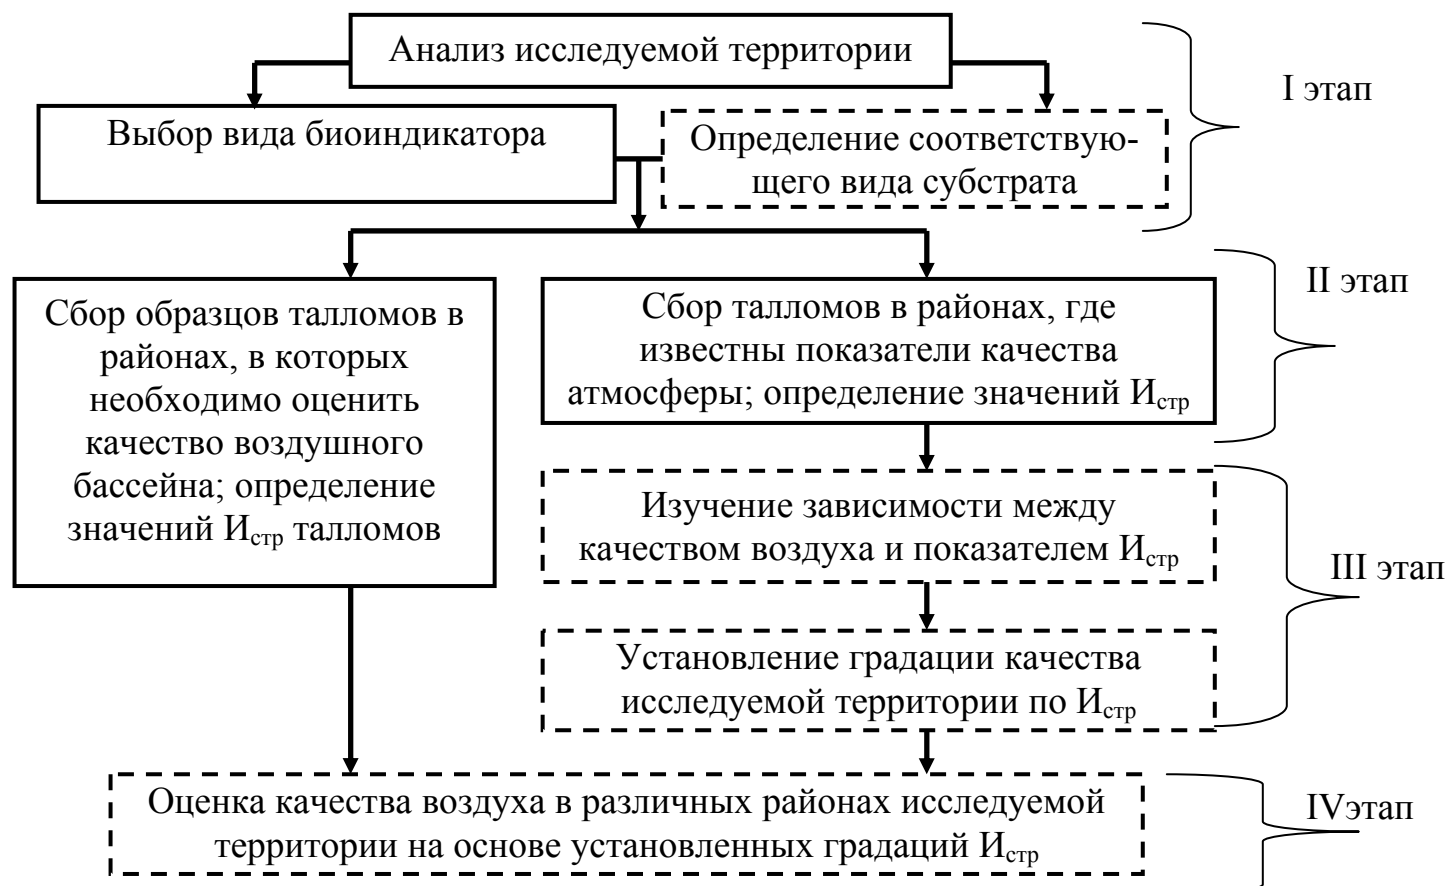 Анализ исследуемой территории
I этап
Выбор вида биоиндикатора
Определение соответствую-
щего вида субстрата
II этап
Сбор образцов талломов в
районах, в которых
необходимо оценить
качество воздушного
бассейна; определение
значений Истр талломов
Сбор талломов в районах, где
известны показатели качества
атмосферы; определение значений Истр
Изучение зависимости между
качеством воздуха и показателем Истр
III этап
Установление градации качества
исследуемой территории по Истр
Оценка качества воздуха в различных районах исследуемой
территории на основе установленных градаций Истр
IVэтап